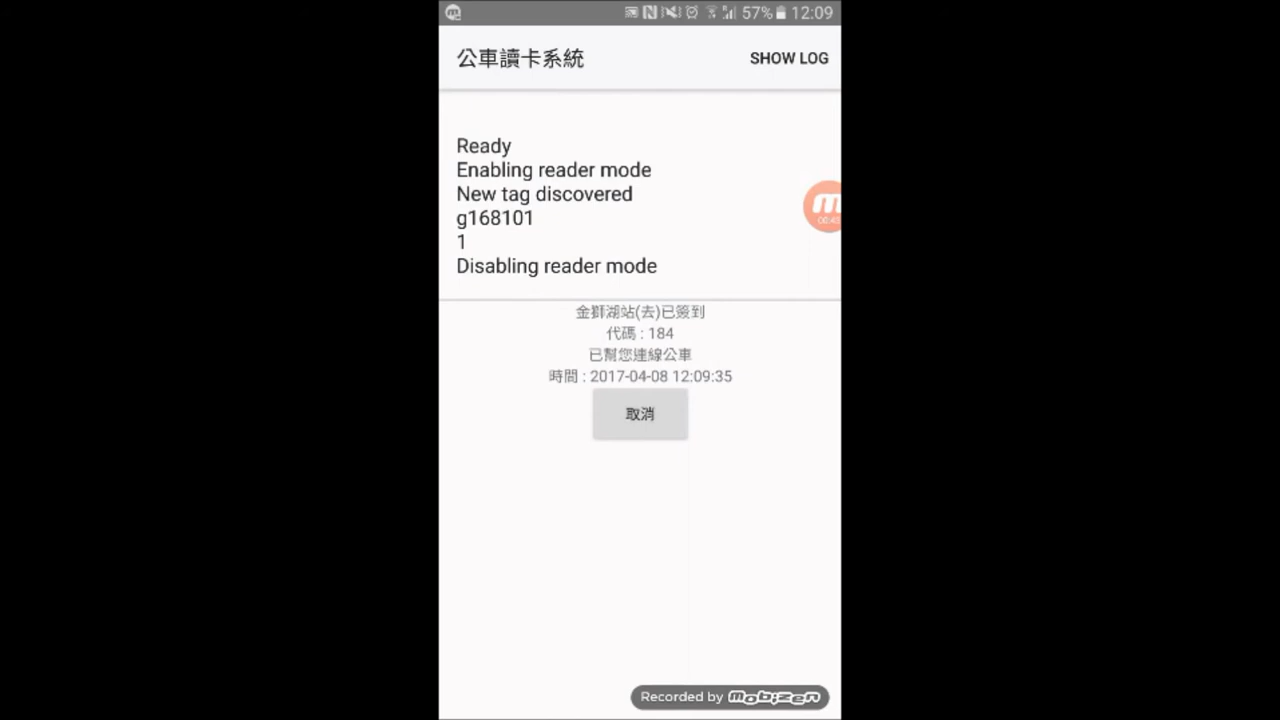 57% 12:09
公車讀卡系統 SHOW LOG
Ready
Enabling reader mode
New tag discovered
g168101
1
Disabling reader mode
金獅湖站(去)已簽到
代碼 : 184
已幫您連線公車
時間 : 2017-04-08 12:09:35
取消
Recorded by mobizen